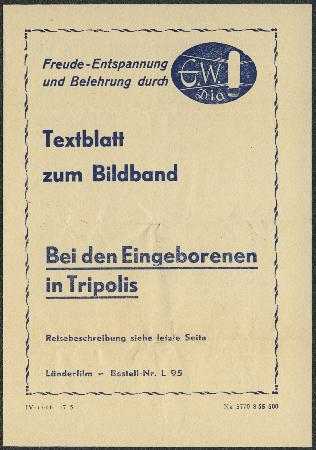 Freude-Entspannung
und Belehrung durch
G.W.
Dia
Textblatt
zum Bildband
Bei den Eingeborenen
in Tripolis
Reisebeschreibung siehe letzte Seite
Länderfilm – Bestell-Nr. L 95